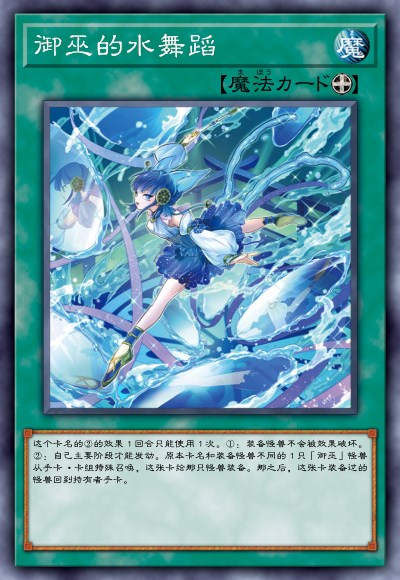 御巫的水舞蹈
魔
【魔法カード】
まほう
这个卡名的②的效果1回合只能使用1次。①：装备怪兽不会被效果破坏。
②：自己主要阶段才能发动。原本卡名和装备怪兽不同的1只「御巫」怪兽
从手卡·卡组特殊召唤，这张卡给那只怪兽装备。那之后，这张卡装备过的
怪兽回到持有者手卡。